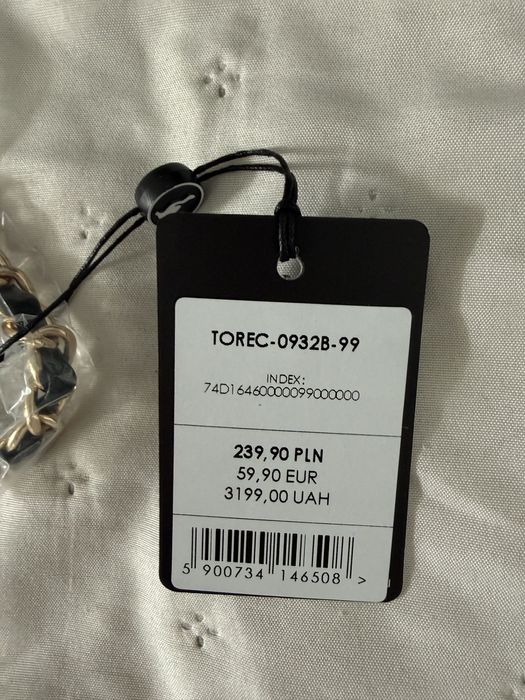 TOREC-0932B-99
INDEX:
74D16460000099000000
239,90 PLN
59,90 EUR
3199,00 UAH
5 900734 146508 >